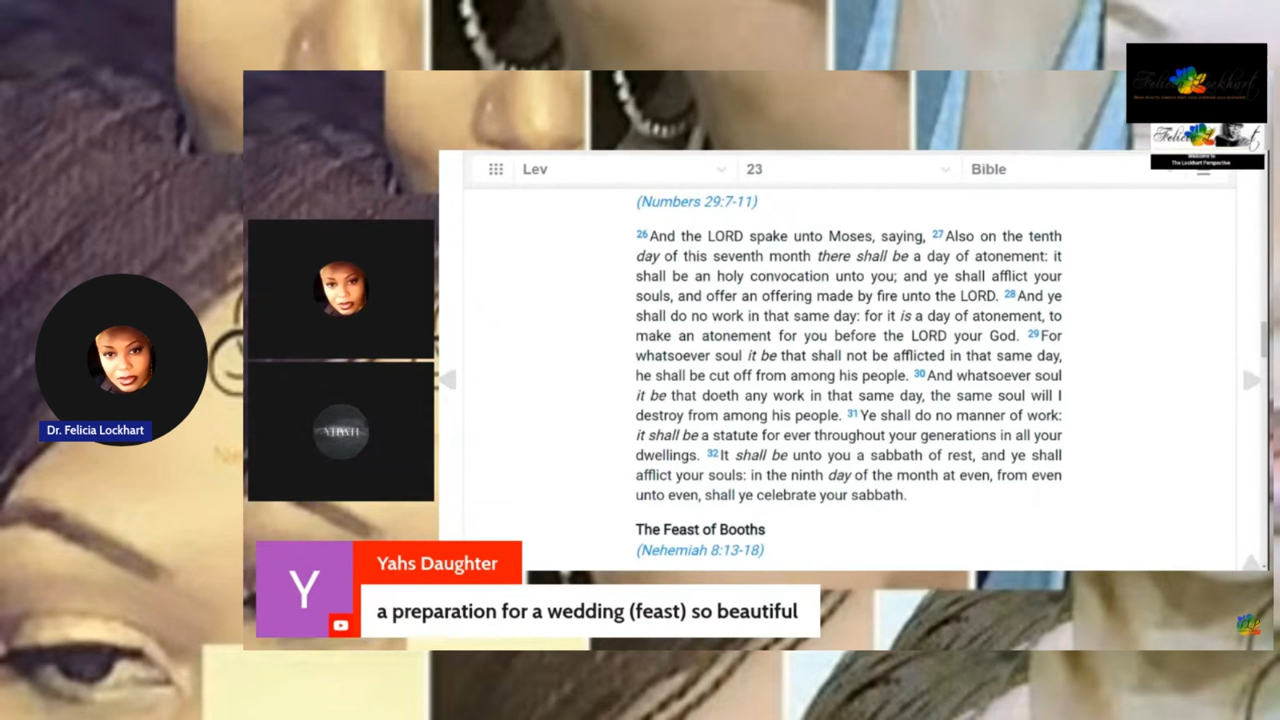 Felicia Lockhart
Welcome to
The Lockhart Perspective
Lev
23
Bible
(Numbers 29:7-11)
26 And the LORD spake unto Moses, saying, 27 Also on the tenth
day of this seventh month there shall be a day of atonement: it
shall be an holy convocation unto you; and ye shall afflict your
souls, and offer an offering made by fire unto the LORD. 28 And ye
shall do no work in that same day: for it is a day of atonement, to
make an atonement for you before the LORD your God. 29 For
whatsoever soul it be that shall not be afflicted in that same day,
he shall be cut off from among his people. 30 And whatsoever soul
it be that doeth any work in that same day, the same soul will I
destroy from among his people. 31 Ye shall do no manner of work:
it shall be a statute for ever throughout your generations in all your
dwellings. 32 It shall be unto you a sabbath of rest, and ye shall
afflict your souls: in the ninth day of the month at even, from even
unto even, shall ye celebrate your sabbath.
The Feast of Booths
(Nehemiah 8:13-18)
Dr. Felicia Lockhart
Y
Yahs Daughter
a preparation for a wedding (feast) so beautiful